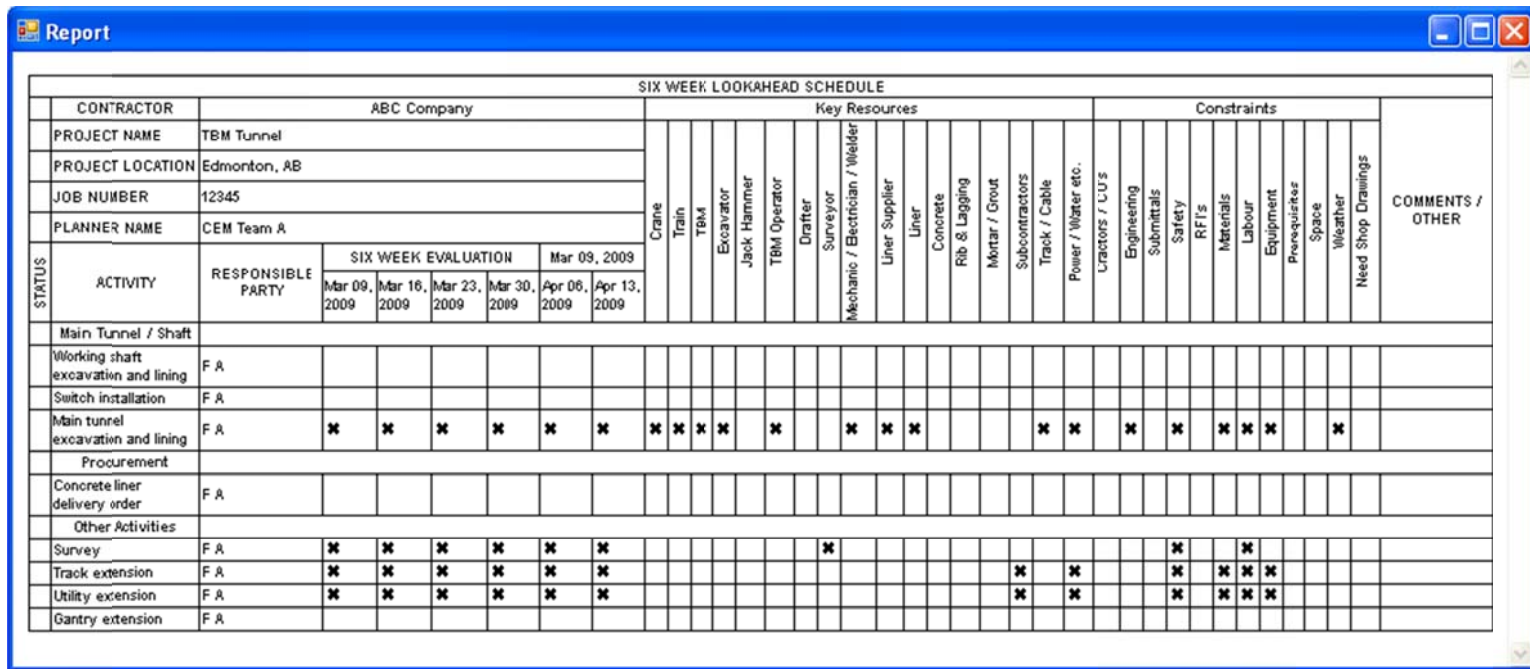 Report
SIX WEEK LOOKAHEAD SCHEDULE
CONTRACTOR ABC Company Key Resources Constraints
PROJECT NAME TBM Tunnel
PROJECT LOCATION Edmonton, AB
JOB NUMBER 12345
PLANNER NAME CEM Team A
STATUS
ACTIVITY
RESPONSIBLE
PARTY
SIX WEEK EVALUATION Mar 09, 2009
Mar 09, Mar 16, Mar 23, Mar 30, Apr 06, Apr 13,
2009 2009 2009 2009 2009 2009
Crane
Train
TBM
Excavator
Jack Hammer
TBM Operator
Drafter
Surveyor
Mechanic / Electrician / Welder
Liner Supplier
Liner
Concrete
Rib & Lagging
Mortar / Grout
Subcontractors
Track / Cable
Power / Water etc.
Engineering
Submittals
Safety
RFI's
Materials
Labour
Equipment
Prerequisites
Space
Weather
Need Shop Drawings
COMMENTS /
OTHER
Main Tunnel / Shaft
Working shaft
excavation and lining
F A
Switch installation F A
Main tunnel
excavation and lining
F A ✖ ✖ ✖ ✖ ✖ ✖ ✖ ✖ ✖ ✖ ✖ ✖ ✖ ✖ ✖ ✖ ✖ ✖ ✖ ✖ ✖ ✖
Procurement
Concrete liner
delivery order
F A
Other Activities
Survey F A ✖ ✖ ✖ ✖ ✖ ✖ ✖ ✖ ✖
Track extension F A ✖ ✖ ✖ ✖ ✖ ✖ ✖ ✖ ✖ ✖ ✖ ✖
Utility extension F A ✖ ✖ ✖ ✖ ✖ ✖ ✖ ✖ ✖ ✖ ✖ ✖
Gantry extension F A